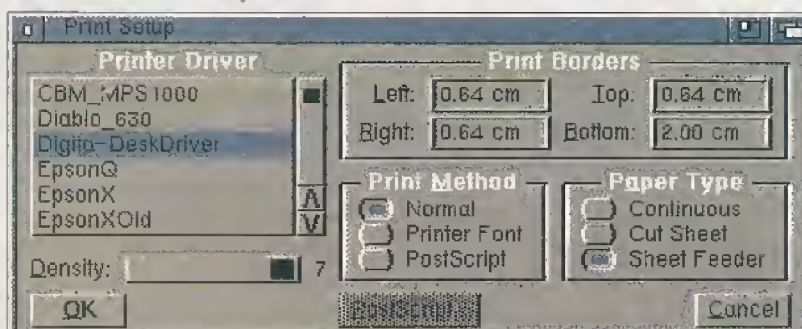 Print Setup
Printer Driver
CBM_MPS1000
Diablo_630
Digita-DeskDriver
EpsonQ
EpsonX
EpsonXOld
Density: 7
Print Borders
Left: 0.64 cm Top: 0.64 cm
Right: 0.64 cm Bottom: 2.00 cm
Print Method
Normal
Printer Font
PostScript
Paper Type
Continuous
Cut Sheet
Sheet Feeder
OK
PostScript
Cancel